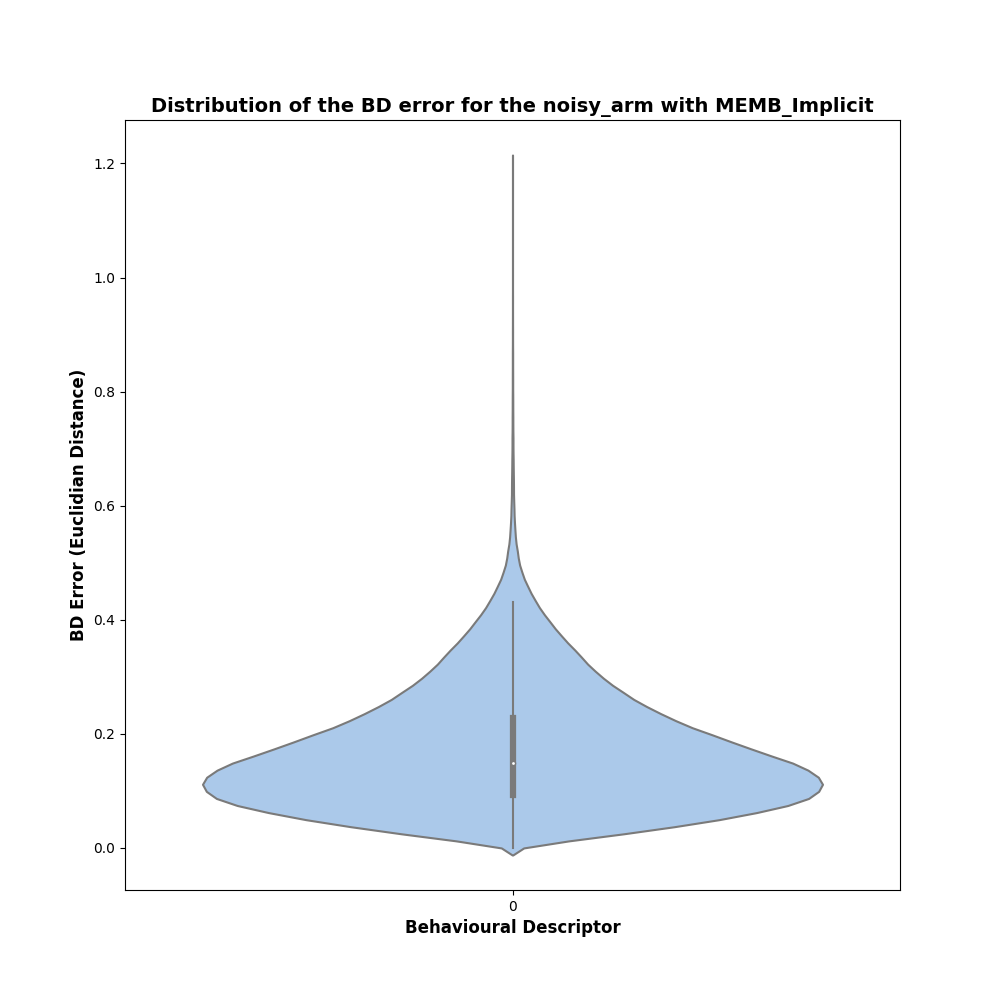 Distribution of the BD error for the noisy_arm with MEMB_Implicit
1.2
1.0
0.8
0.6
0.4
0.2
0.0
BD Error (Euclidian Distance)
0
Behavioural Descriptor